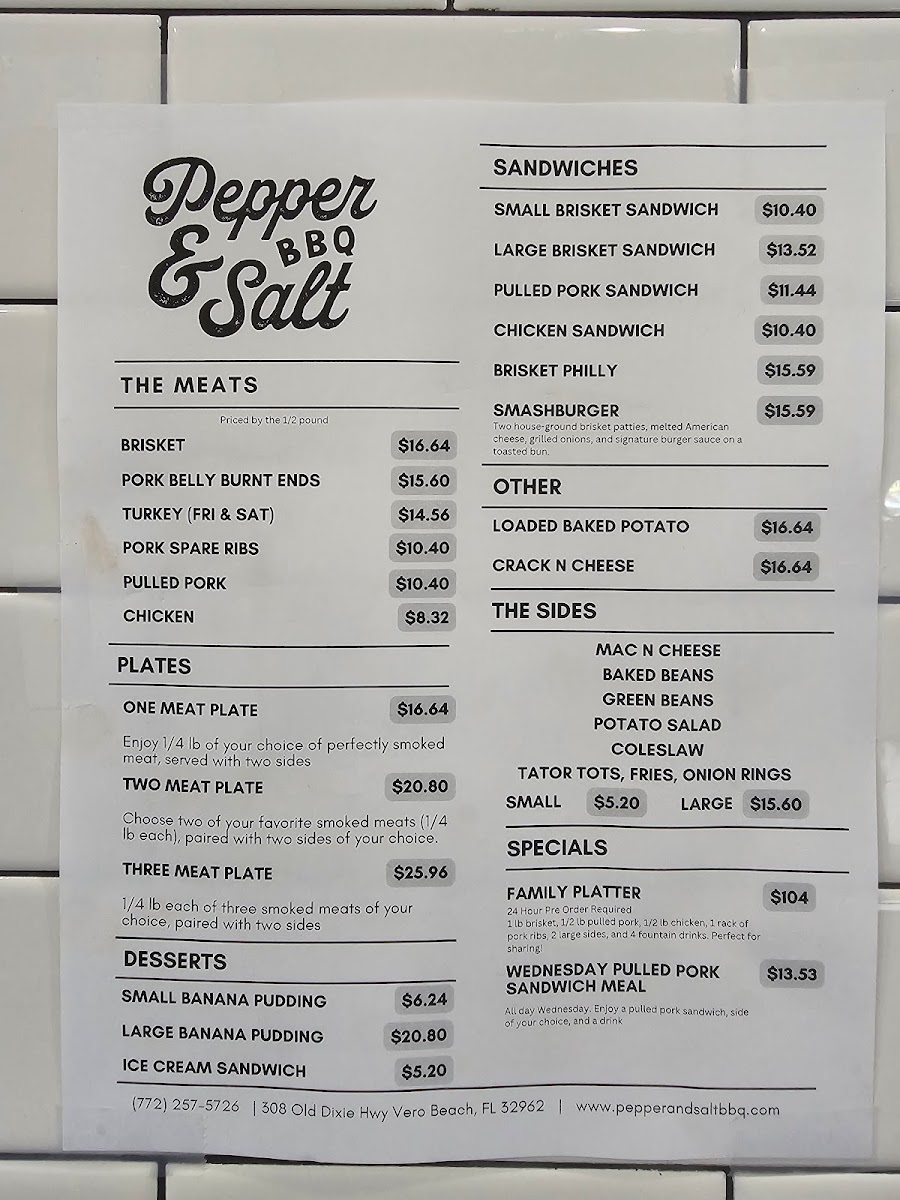 Pepper
& BBQ
Salt
THE MEATS
Priced by the 1/2 pound
BRISKET $16.64
PORK BELLY BURNT ENDS $15.60
TURKEY (FRI & SAT) $14.56
PORK SPARE RIBS $10.40
PULLED PORK $10.40
CHICKEN $8.32
PLATES
ONE MEAT PLATE $16.64
Enjoy 1/4 lb of your choice of perfectly smoked
meat, served with two sides
TWO MEAT PLATE $20.80
Choose two of your favorite smoked meats (1/4
lb each), paired with two sides of your choice.
THREE MEAT PLATE $25.96
1/4 lb each of three smoked meats of your
choice, paired with two sides
DESSERTS
SMALL BANANA PUDDING $6.24
LARGE BANANA PUDDING $20.80
ICE CREAM SANDWICH $5.20
SANDWICHES
SMALL BRISKET SANDWICH $10.40
LARGE BRISKET SANDWICH $13.52
PULLED PORK SANDWICH $11.44
CHICKEN SANDWICH $10.40
BRISKET PHILLY $15.59
SMASHBURGER $15.59
Two house-ground brisket patties, melted American
cheese, grilled onions, and signature burger sauce on a
toasted bun.
OTHER
LOADED BAKED POTATO $16.64
CRACK N CHEESE $16.64
THE SIDES
MAC N CHEESE
BAKED BEANS
GREEN BEANS
POTATO SALAD
COLESLAW
TATOR TOTS, FRIES, ONION RINGS
SMALL $5.20 LARGE $15.60
SPECIALS
FAMILY PLATTER $104
24 Hour Pre Order Required
1 lb brisket, 1/2 lb pulled pork, 1/2 lb chicken, 1 rack of
pork ribs, 2 large sides, and 4 fountain drinks. Perfect for
sharing!
WEDNESDAY PULLED PORK $13.53
SANDWICH MEAL
All day Wednesday. Enjoy a pulled pork sandwich, side
of your choice, and a drink
(772) 257-5726 | 308 Old Dixie Hwy Vero Beach, FL 32962 | www.pepperandsaltbbq.com